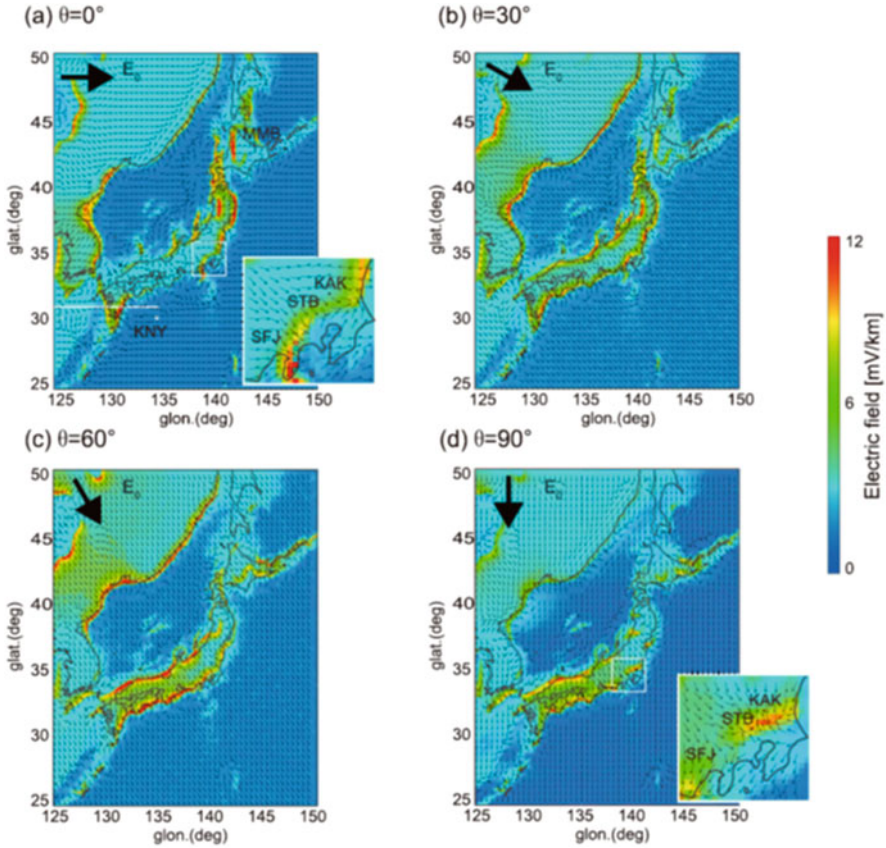 (a) θ=0°
(b) θ=30°
50
45
40
35
30
25
glat.(deg)
E₀
MMB
KNY
KAK
STB
SFJ
125 130 135 140 145 150
glon.(deg)
50
45
40
35
30
25
glat.(deg)
E₀
125 130 135 140 145 150
glon.(deg)
12
6
0
Electric field [mV/km]
(c) θ=60°
(d) θ=90°
50
45
40
35
30
25
glat.(deg)
E₀
125 130 135 140 145 150
glon.(deg)
50
45
40
35
30
25
glat.(deg)
E₀
KAK
STB
SFJ
125 130 135 140 145 150
glon.(deg)